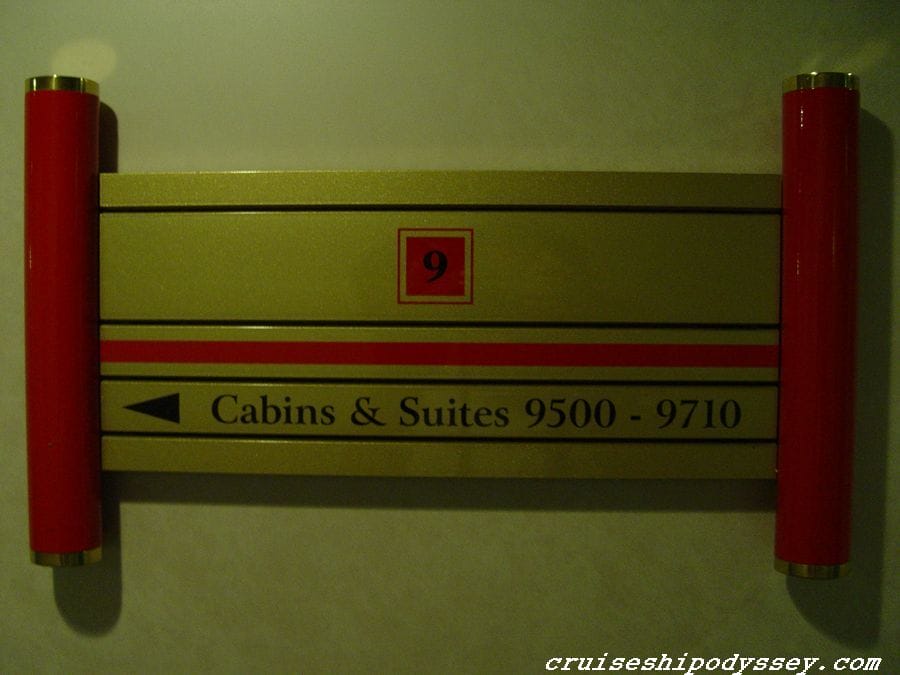 9
Cabins & Suites 9500 - 9710
cruiseshipodyssey.com